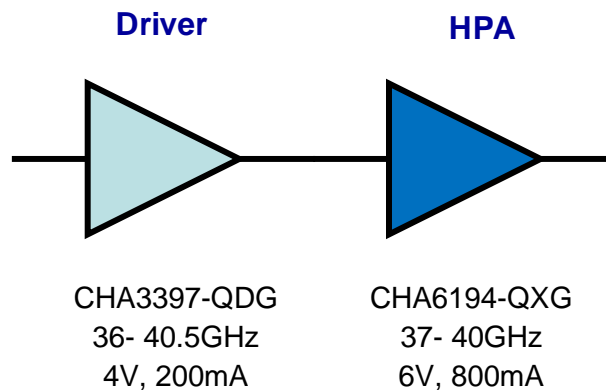 Driver
HPA
CHA3397-QDG
36- 40.5GHz
4V, 200mA
CHA6194-QXG
37- 40GHz
6V, 800mA